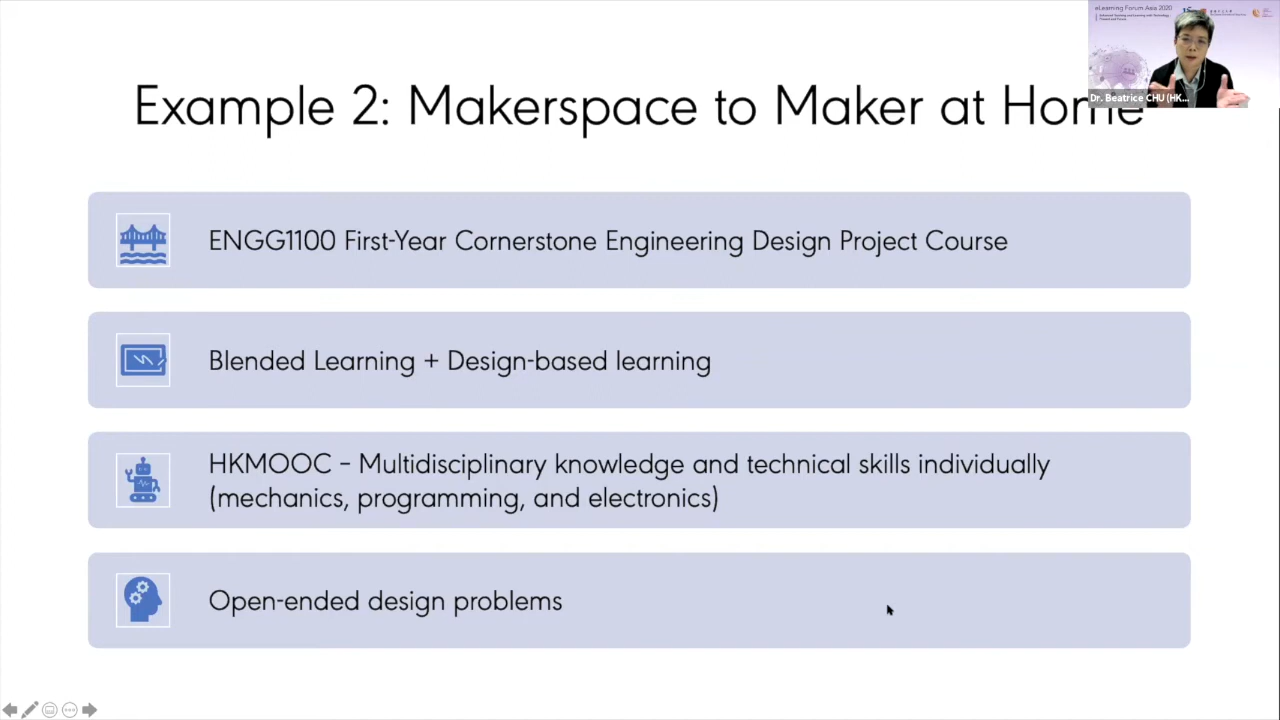 eLearning Forum Asia 2020
Dr. Beatrice CHU (HK...
Example 2: Makerspace to Maker at Home
ENGG1100 First-Year Cornerstone Engineering Design Project Course
Blended Learning + Design-based learning
HKMOOC – Multidisciplinary knowledge and technical skills individually
(mechanics, programming, and electronics)
Open-ended design problems